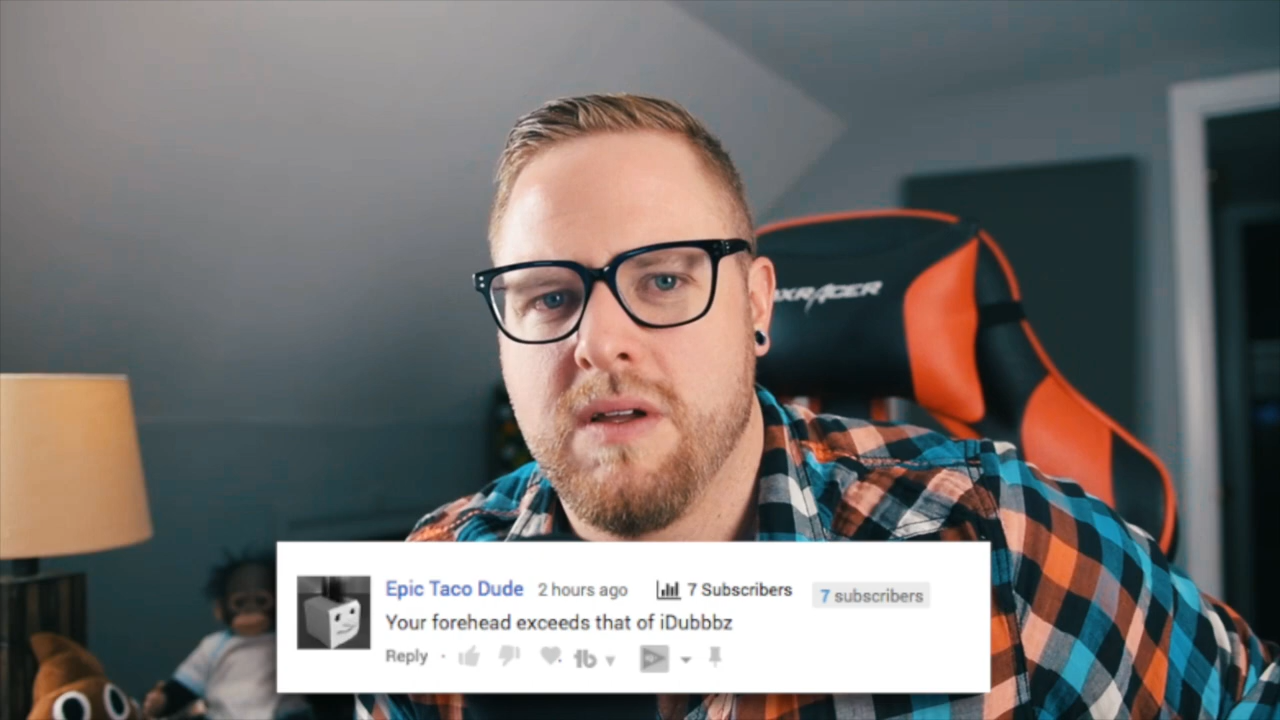 DXRACER
Epic Taco Dude 2 hours ago 7 Subscribers 7 subscribers
Your forehead exceeds that of iDubbbz
Reply